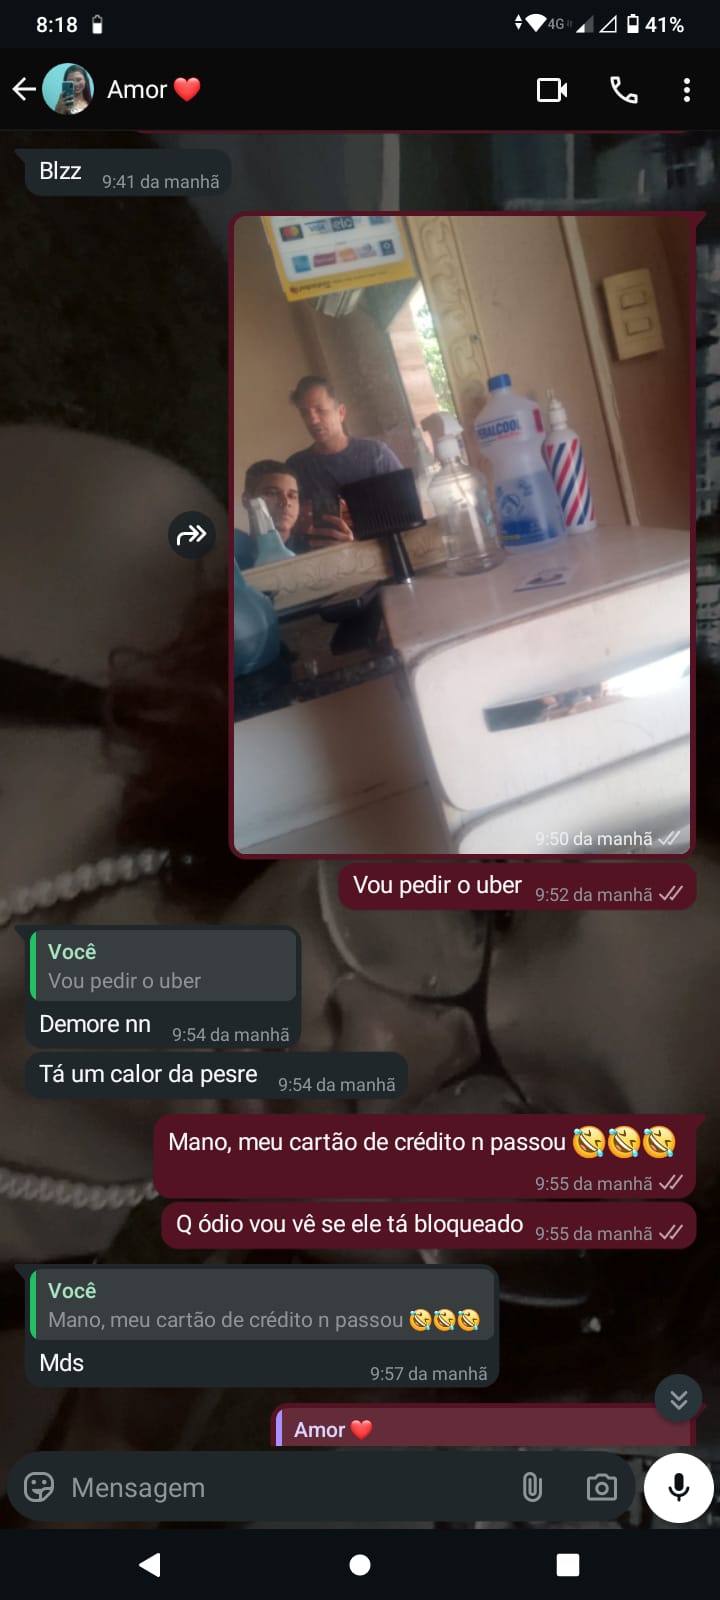 8:18
4G
41%
Amor ❤️
Blzz
9:41 da manhã
VISA elo
9:50 da manhã
Vou pedir o uber
9:52 da manhã
Você
Vou pedir o uber
Demore nn
9:54 da manhã
Tá um calor da pesre
9:54 da manhã
Mano, meu cartão de crédito n passou 🤣🤣🤣
9:55 da manhã
Q ódio vou vê se ele tá bloqueado
9:55 da manhã
Você
Mano, meu cartão de crédito n passou 🤣🤣🤣
Mds
9:57 da manhã
Amor ❤️
Mensagem